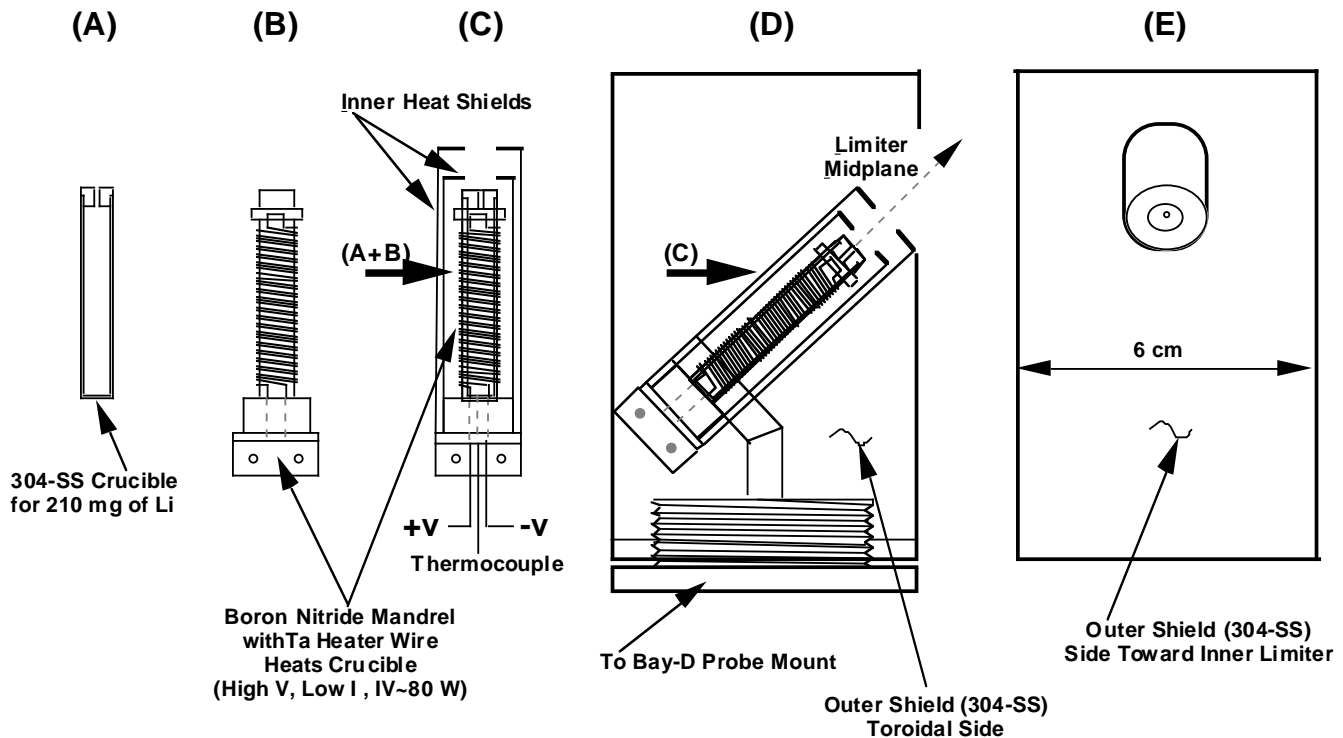 (A)
(B)
(C)
(D)
(E)
Inner Heat Shields
Limiter
Midplane
(A+B)
(C)
6 cm
304-SS Crucible
for 210 mg of Li
+V
-V
Thermocouple
Boron Nitride Mandrel
withTa Heater Wire
Heats Crucible
(High V, Low I , IV~80 W)
To Bay-D Probe Mount
Outer Shield (304-SS)
Toroidal Side
Outer Shield (304-SS)
Side Toward Inner Limiter